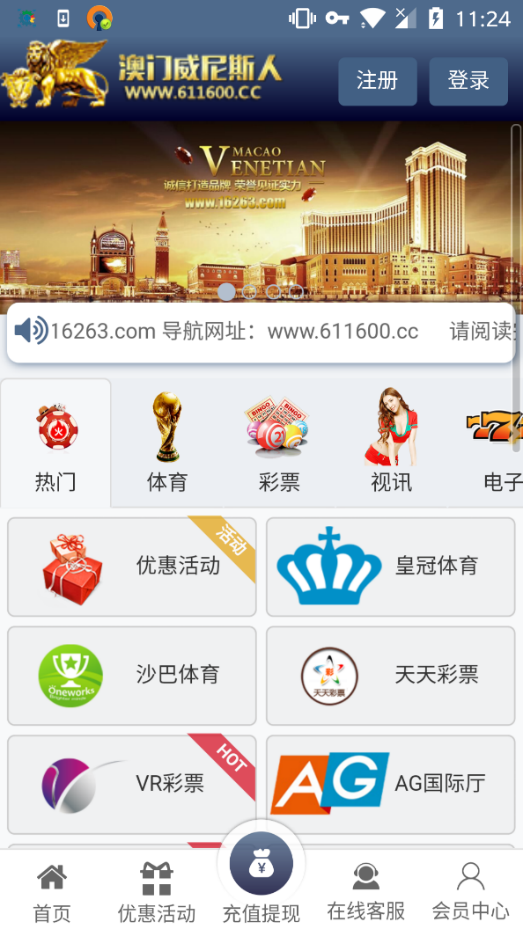 11:24
澳门威尼斯人
WWW.611600.CC
注册
登录
MACAO
VENETIAN
诚信打造品牌 荣誉见证实力
www.16263.com
16263.com 导航网址：www.611600.cc 请阅读
BINGO
BINGO
火
热门
体育
彩票
视讯
电子
优惠活动
活动
皇冠体育
Oneworks
沙巴体育
天天彩票
天天彩票
VR彩票
HOT
AG
AG国际厅
¥
首页
优惠活动
充值提现
在线客服
会员中心